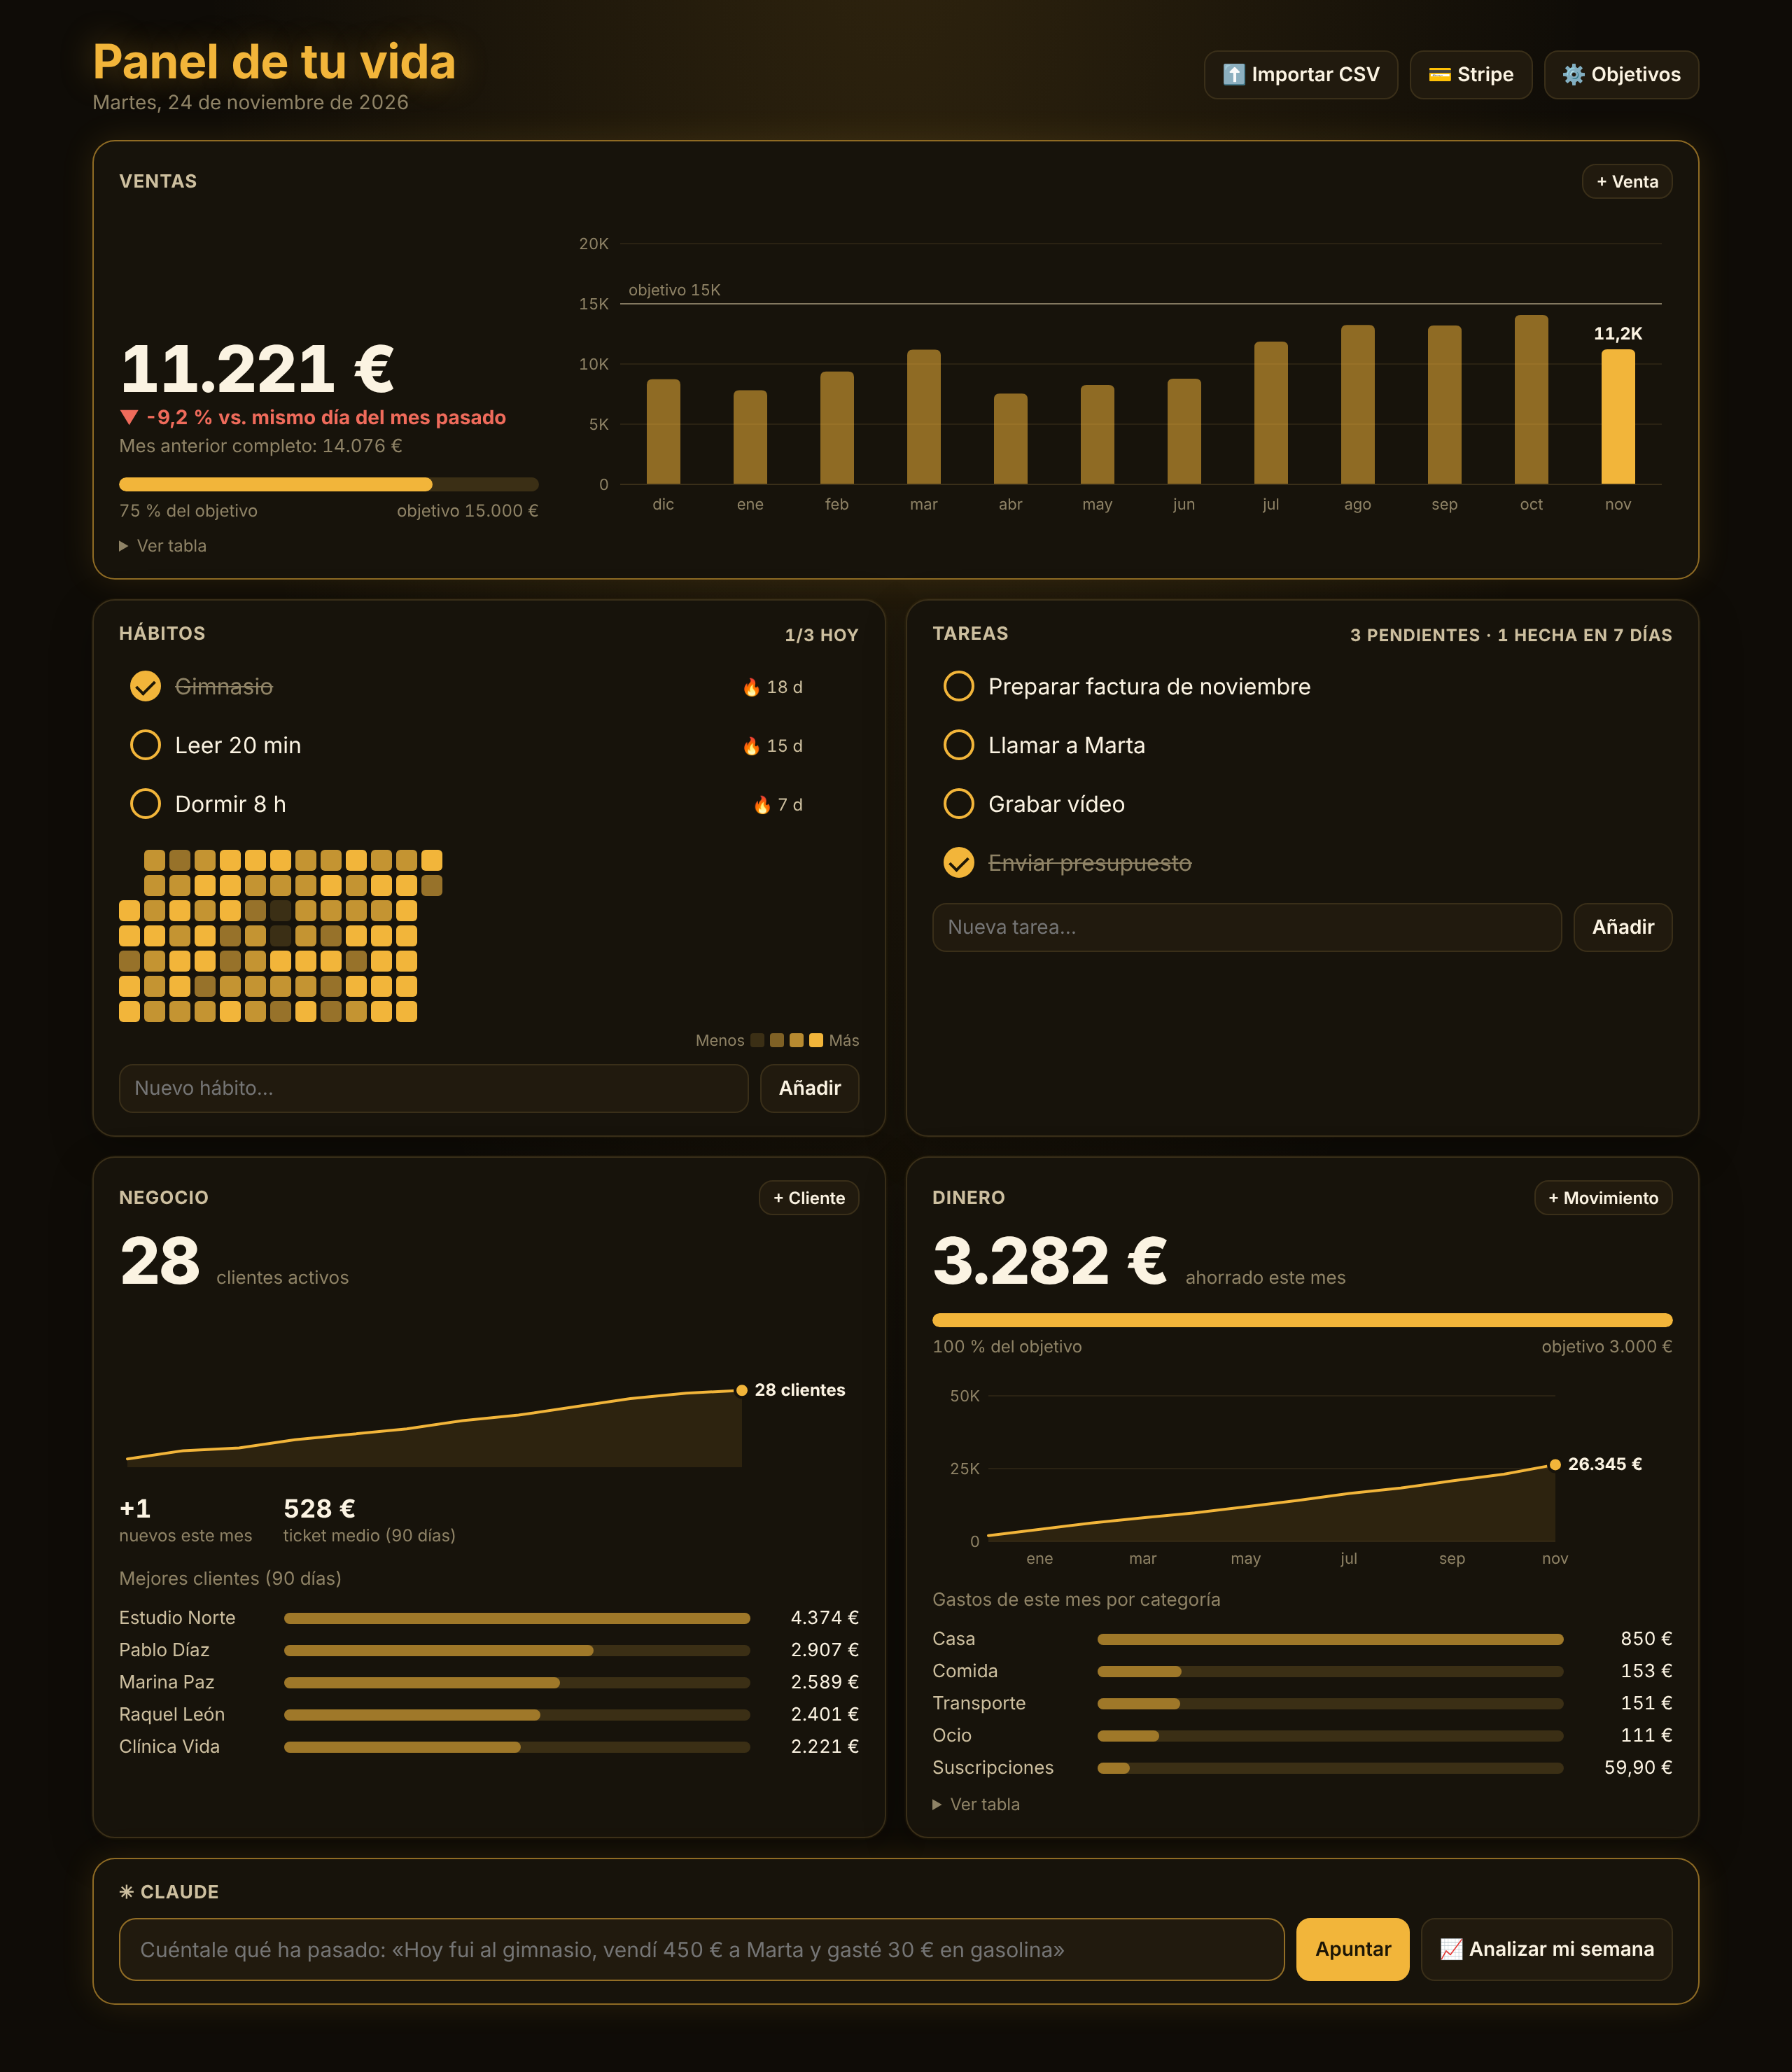 Panel de tu vida
Martes, 24 de noviembre de 2026
⬆️ Importar CSV
💳 Stripe
⚙️ Objetivos
VENTAS
+ Venta
11.221 €
▼ -9,2 % vs. mismo día del mes pasado
Mes anterior completo: 14.076 €
75 % del objetivo
objetivo 15.000 €
▶ Ver tabla
20K
objetivo 15K
15K
11,2K
10K
5K
0
dic ene feb mar abr may jun jul ago sep oct nov
HÁBITOS
1/3 HOY
Gimnasio
🔥 18 d
Leer 20 min
🔥 15 d
Dormir 8 h
🔥 7 d
Menos
Más
Nuevo hábito...
Añadir
TAREAS
3 PENDIENTES · 1 HECHA EN 7 DÍAS
Preparar factura de noviembre
Llamar a Marta
Grabar vídeo
Enviar presupuesto
Nueva tarea...
Añadir
NEGOCIO
+ Cliente
28 clientes activos
28 clientes
+1
nuevos este mes
528 €
ticket medio (90 días)
Mejores clientes (90 días)
Estudio Norte 4.374 €
Pablo Díaz 2.907 €
Marina Paz 2.589 €
Raquel León 2.401 €
Clínica Vida 2.221 €
DINERO
+ Movimiento
3.282 € ahorrado este mes
100 % del objetivo
objetivo 3.000 €
50K
25K
26.345 €
0
ene mar may jul sep nov
Gastos de este mes por categoría
Casa 850 €
Comida 153 €
Transporte 151 €
Ocio 111 €
Suscripciones 59,90 €
▶ Ver tabla
✳ CLAUDE
Cuéntale qué ha pasado: «Hoy fui al gimnasio, vendí 450 € a Marta y gasté 30 € en gasolina»
Apuntar
📈 Analizar mi semana